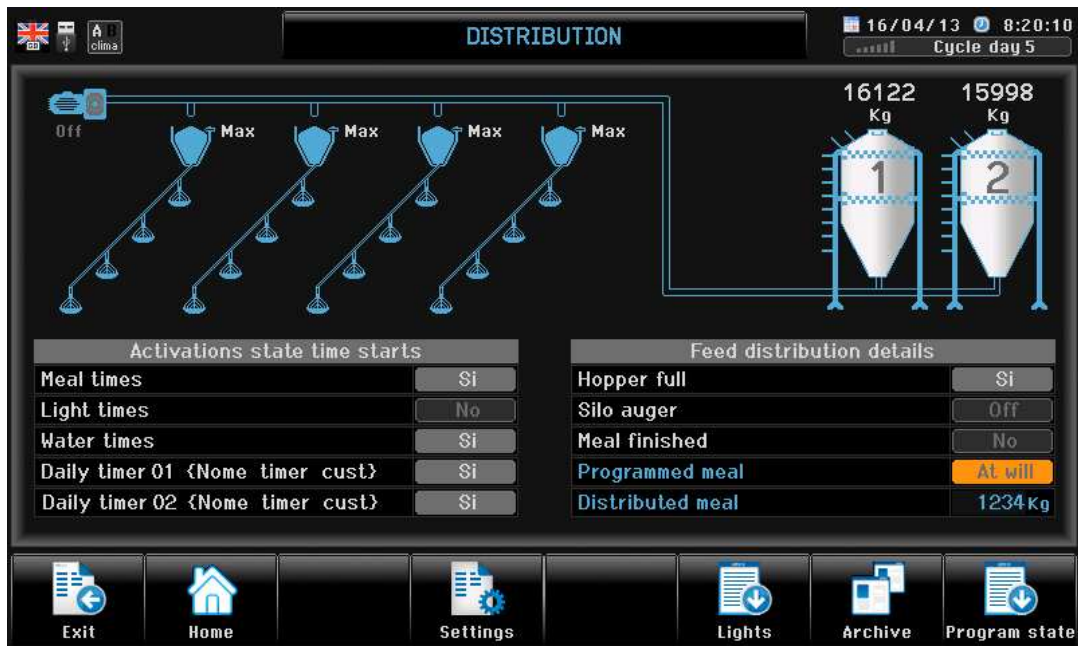 GB
A B
clima
DISTRIBUTION
16/04/13 8:20:10
Cycle day 5
Off
Max
Max
Max
Max
16122
Kg
15998
Kg
1
2
Activations state time starts
Meal times Si
Light times No
Water times Si
Daily timer 01 {Nome timer cust} Si
Daily timer 02 {Nome timer cust} Si
Feed distribution details
Hopper full Si
Silo auger Off
Meal finished No
Programmed meal At will
Distributed meal 1234 Kg
Exit
Home
Settings
Lights
Archive
Program state